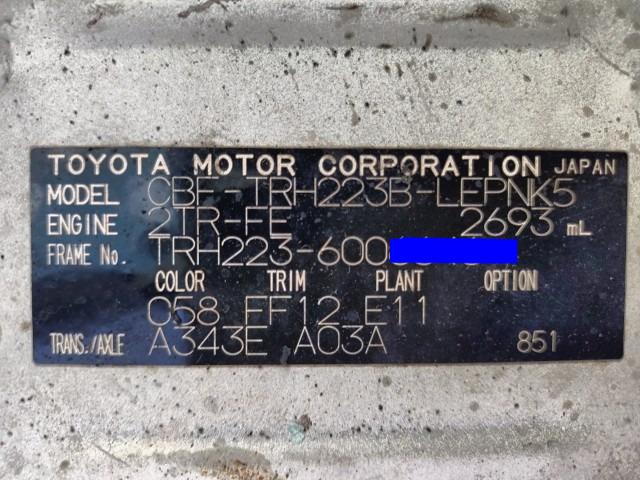 TOYOTA MOTOR CORPORATION JAPAN
MODEL CBF-TRH223B-LEPNK5
ENGINE 2TR-FE 2693 mL
FRAME No. TRH223-600
COLOR TRIM PLANT OPTION
058 FF12 E11
TRANS./AXLE A343E A03A 851